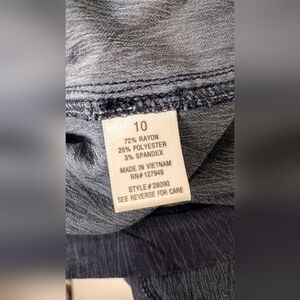 10
72% RAYON
25% POLYESTER
3% SPANDEX
MADE IN VIETNAM
RN# 127949
STYLE # 28090
SEE REVERSE FOR CARE